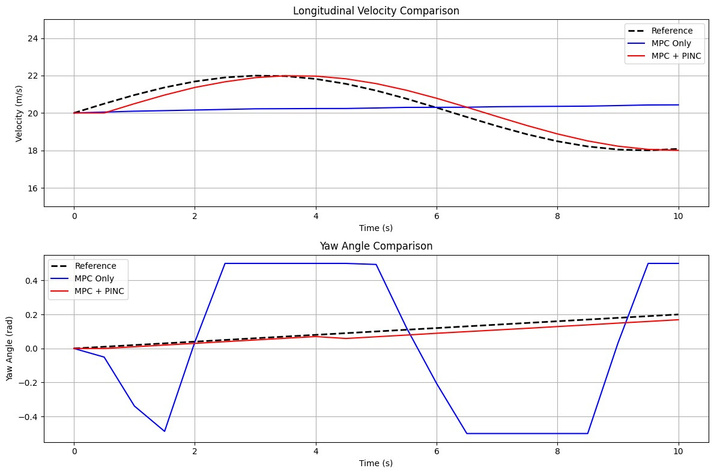 Longitudinal Velocity Comparison
24
22
20
18
16
Velocity (m/s)
Reference
MPC Only
MPC + PINC
0
2
4
6
8
10
Time (s)
Yaw Angle Comparison
0.4
0.2
0.0
−0.2
−0.4
Yaw Angle (rad)
Reference
MPC Only
MPC + PINC
0
2
4
6
8
10
Time (s)